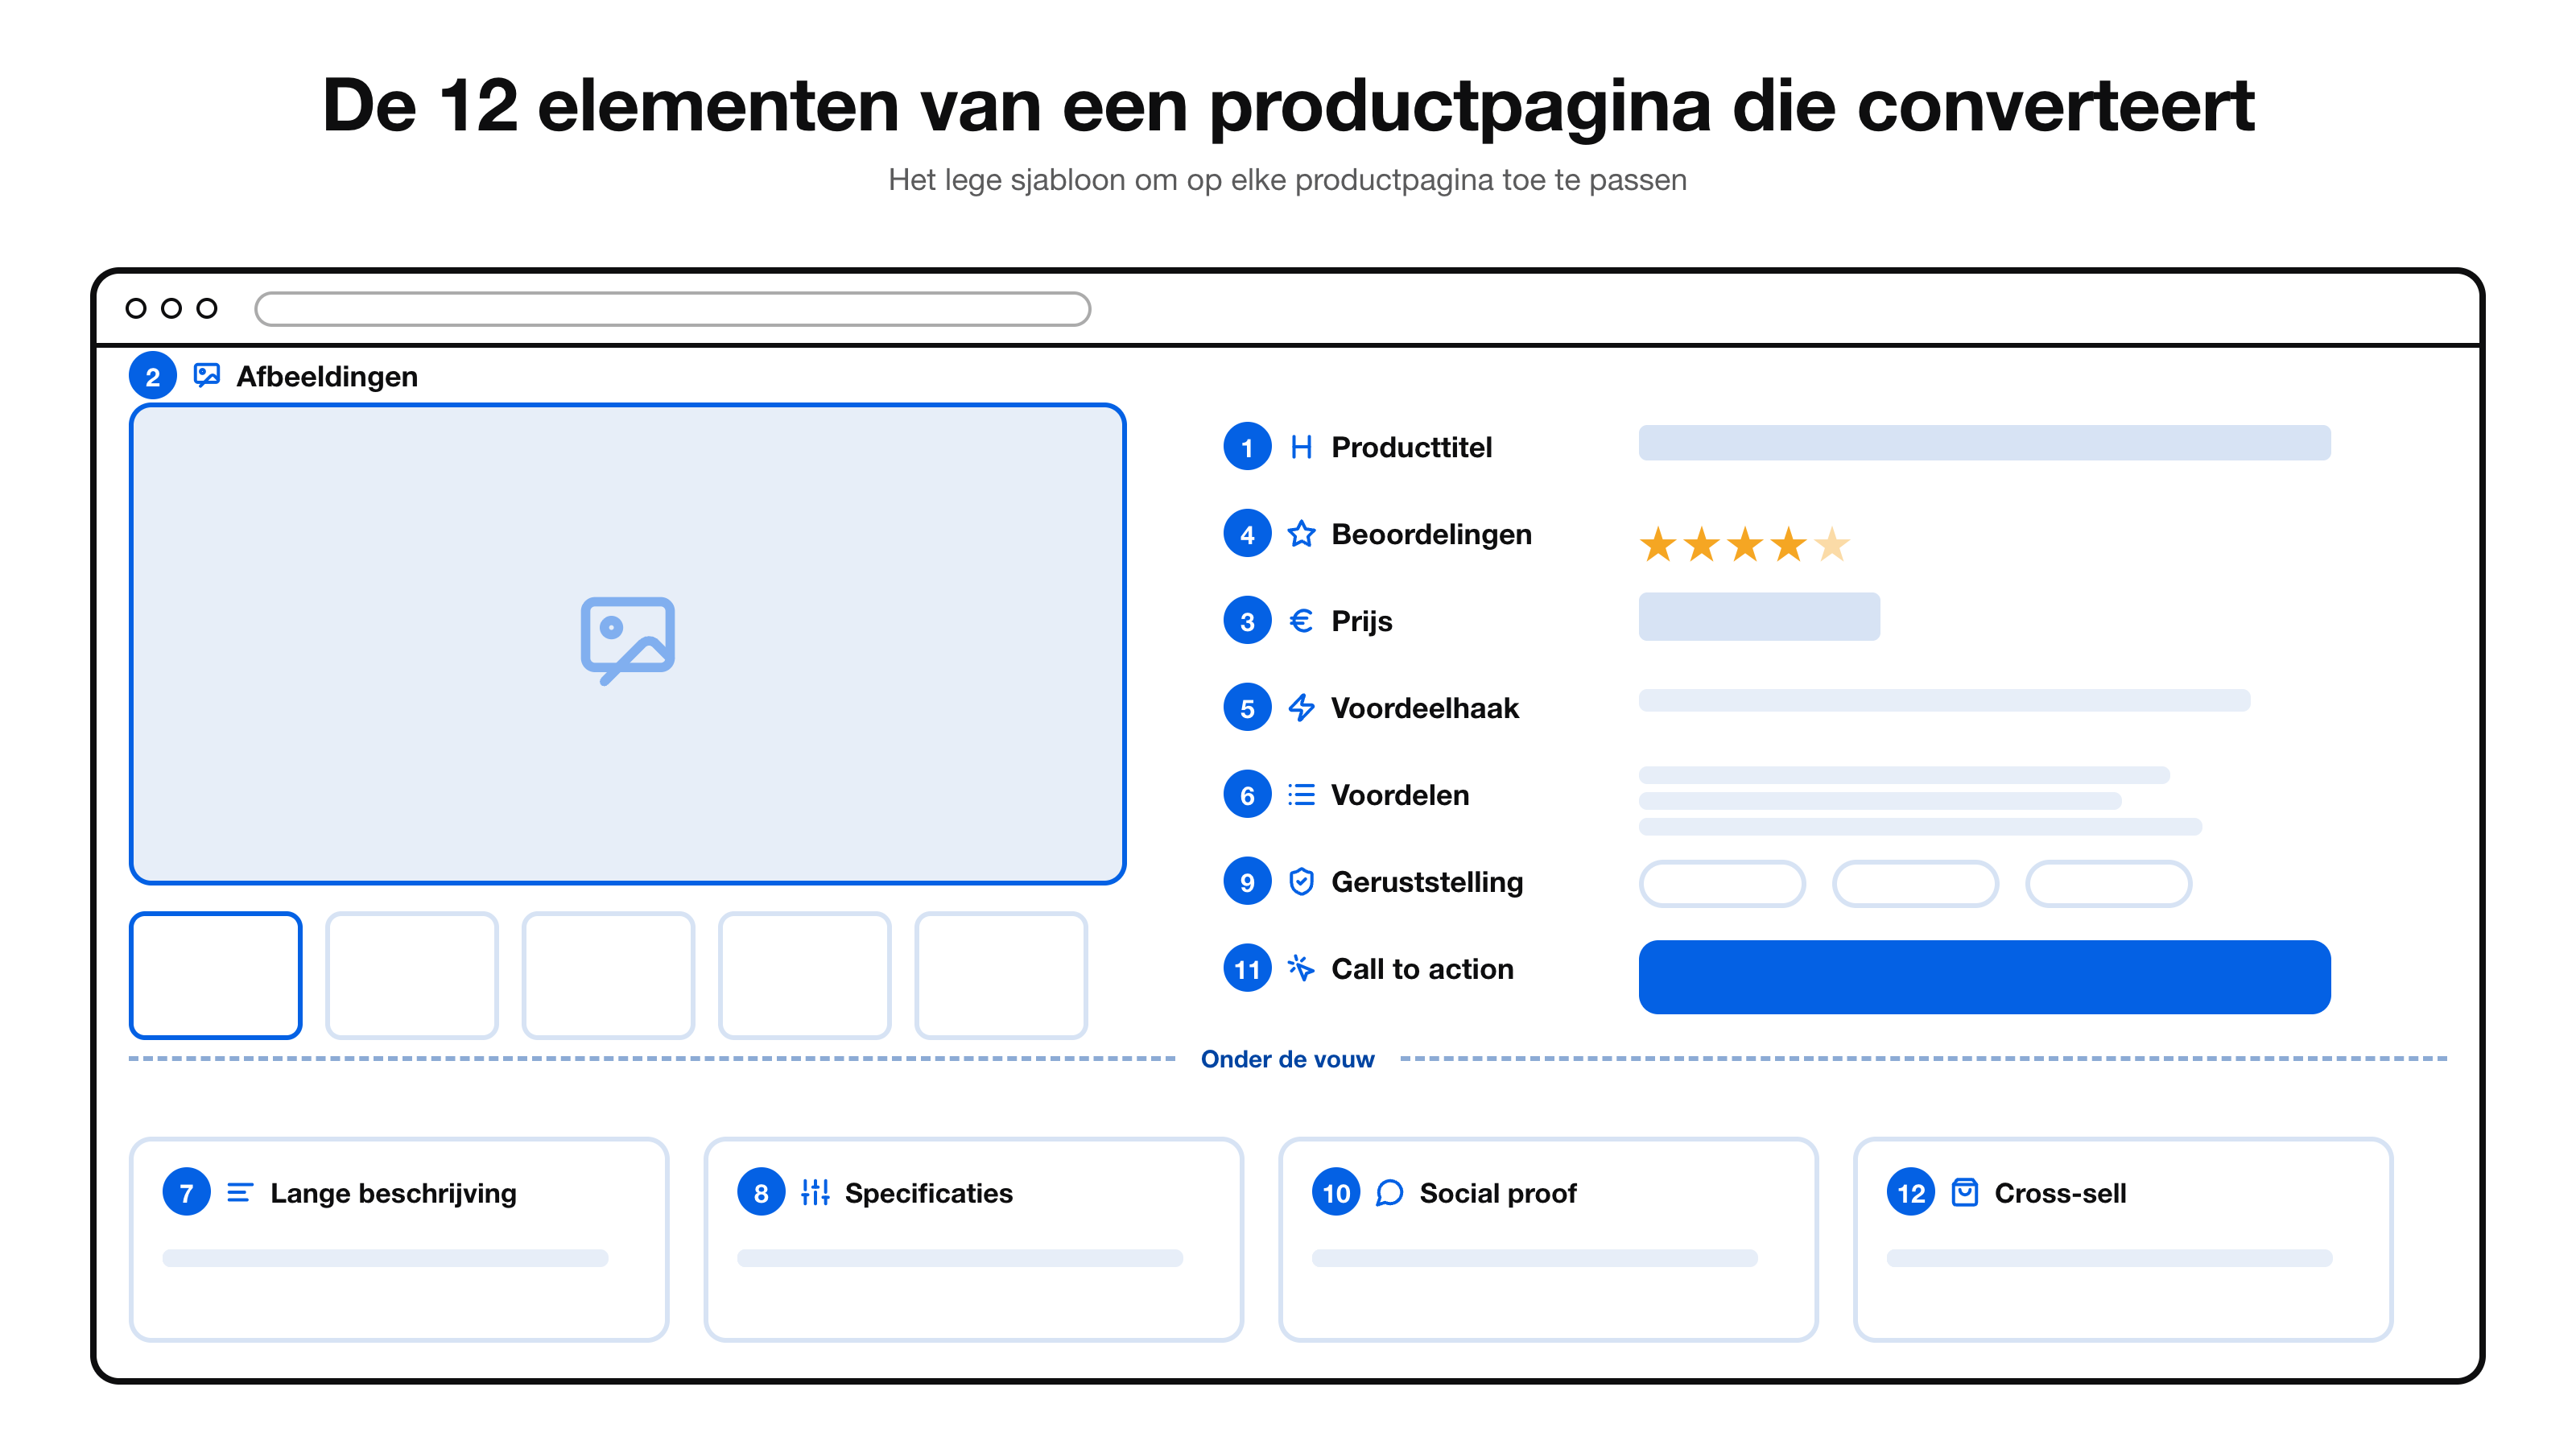 De 12 elementen van een productpagina die converteert
Het lege sjabloon om op elke productpagina toe te passen
2 Afbeeldingen
1 Producttitel
4 Beoordelingen
3 € Prijs
5 Voordeelhaak
6 Voordelen
9 Geruststelling
11 Call to action
Onder de vouw
7 Lange beschrijving
8 Specificaties
10 Social proof
12 Cross-sell